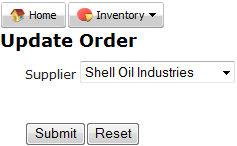 Home Inventory
Update Order
Supplier Shell Oil Industries
Submit Reset